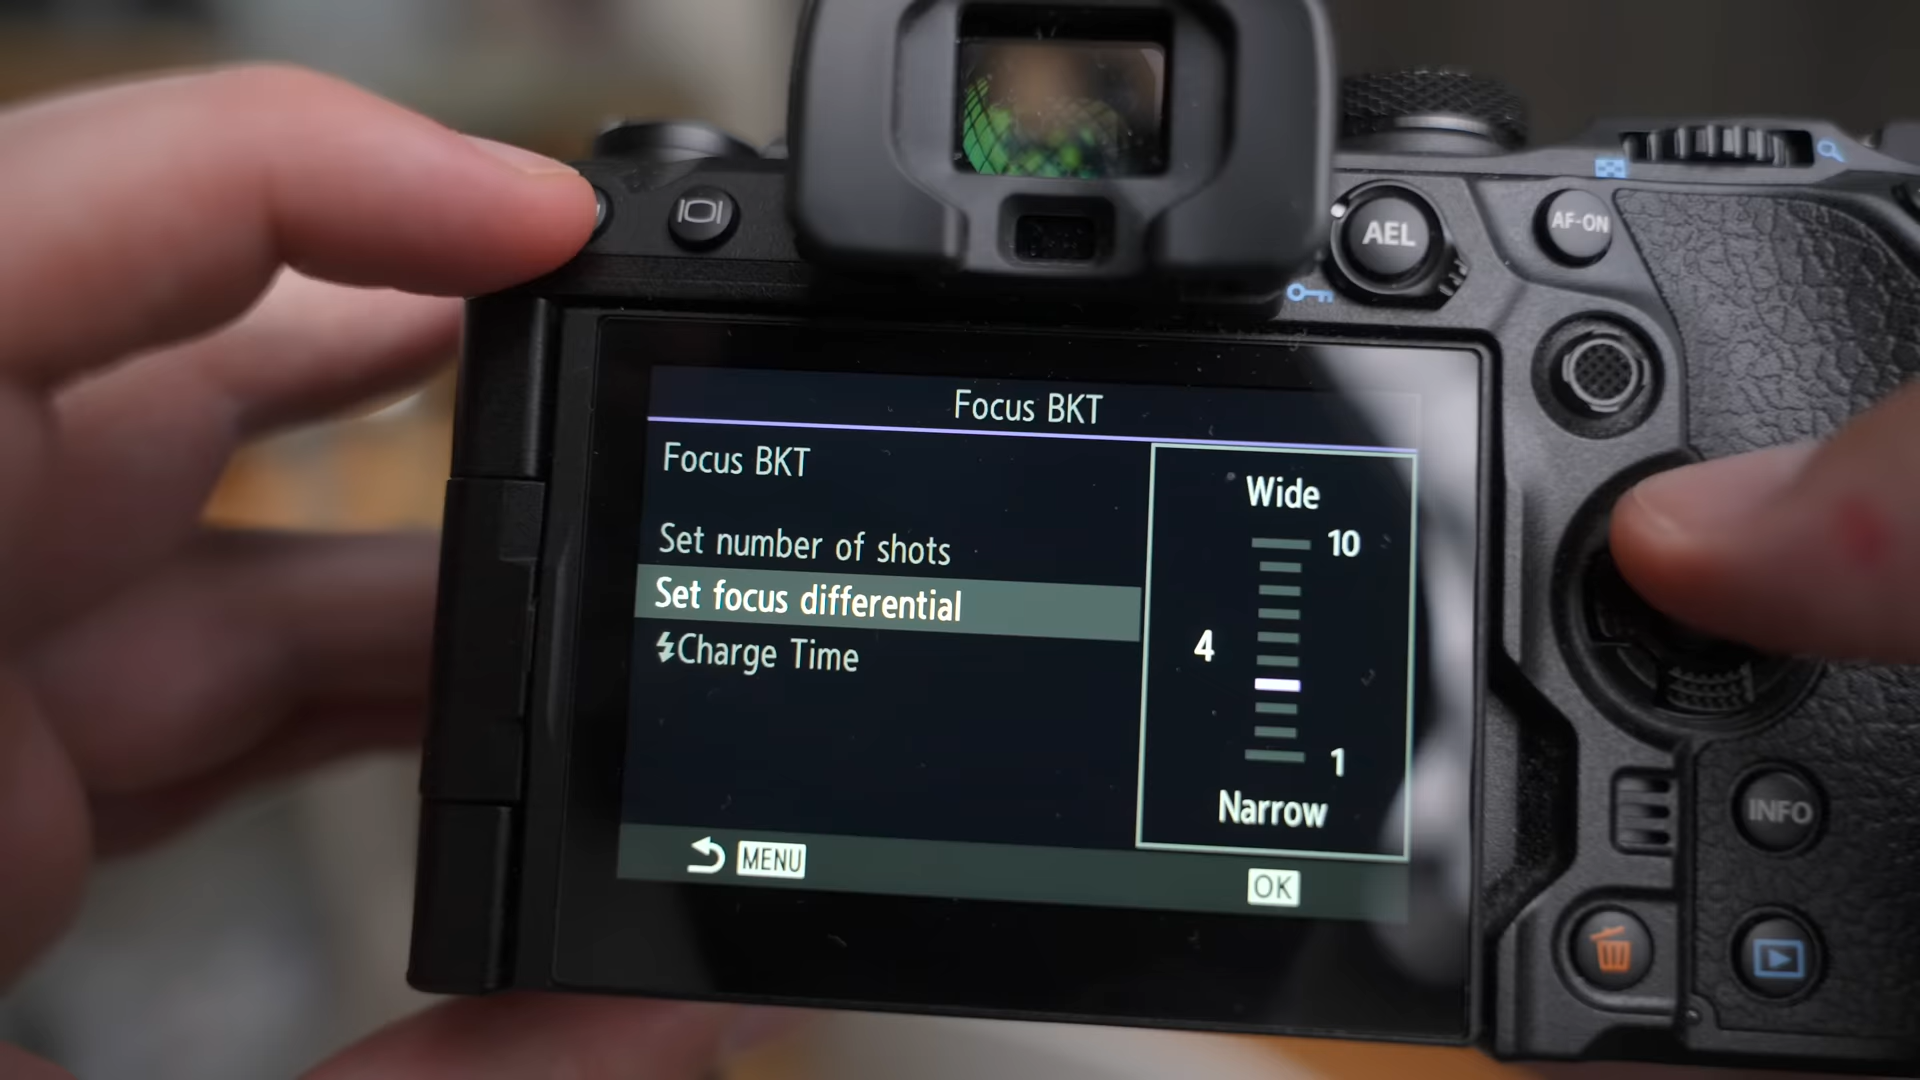 AEL
AF-ON
Focus BKT
Focus BKT
Wide
10
Set number of shots
Set focus differential
4
Charge Time
1
Narrow
MENU
OK
INFO